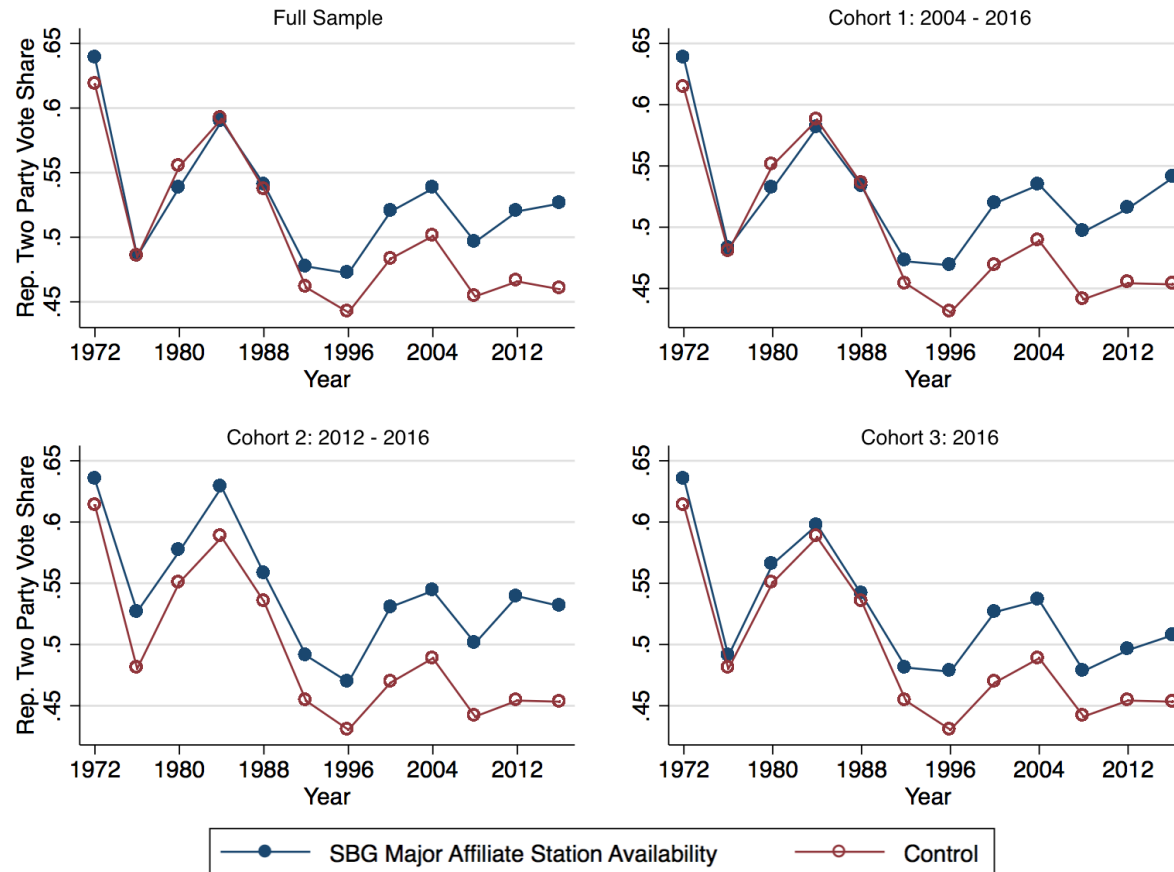 Full Sample
Rep. Two Party Vote Share
.65
.6
.55
.5
.45
1972 1980 1988 1996 2004 2012
Year
Cohort 1: 2004 - 2016
.65
.6
.55
.5
.45
1972 1980 1988 1996 2004 2012
Year
Cohort 2: 2012 - 2016
Rep. Two Party Vote Share
.65
.6
.55
.5
.45
1972 1980 1988 1996 2004 2012
Year
Cohort 3: 2016
.65
.6
.55
.5
.45
1972 1980 1988 1996 2004 2012
Year
SBG Major Affiliate Station Availability Control